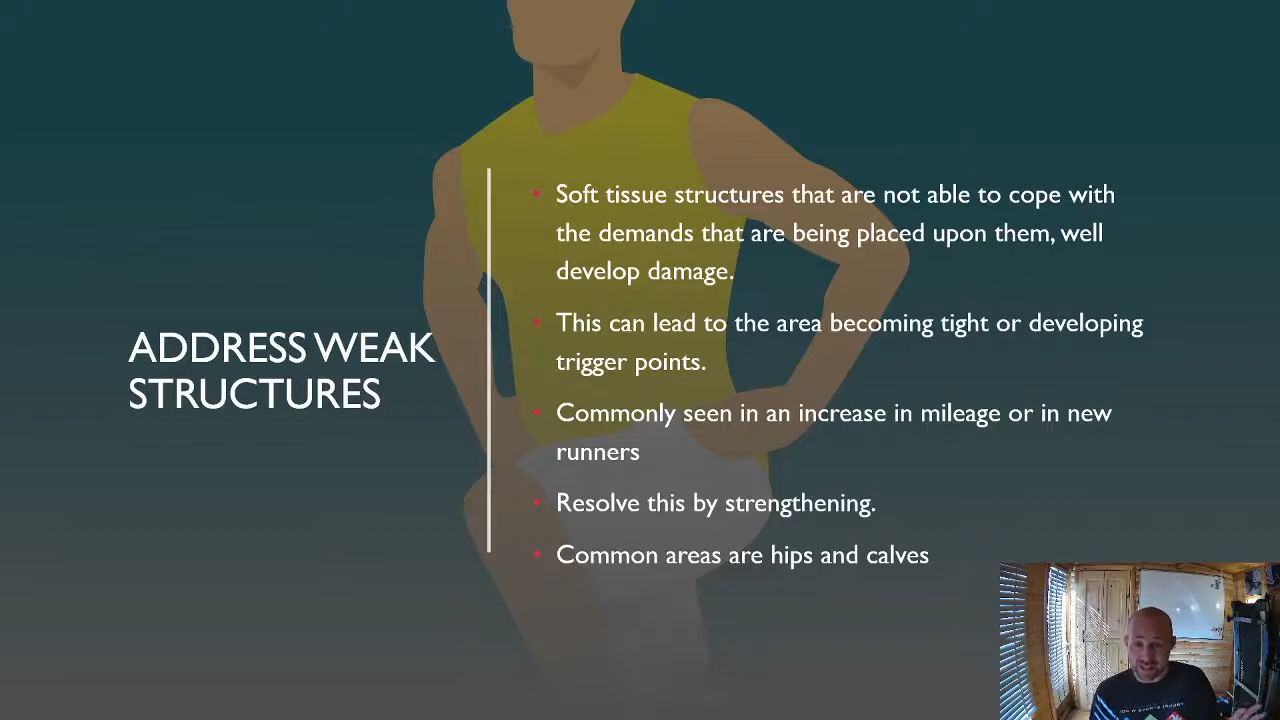 ADDRESS WEAK
STRUCTURES
• Soft tissue structures that are not able to cope with
the demands that are being placed upon them, well
develop damage.
• This can lead to the area becoming tight or developing
trigger points.
• Commonly seen in an increase in mileage or in new
runners
• Resolve this by strengthening.
• Common areas are hips and calves